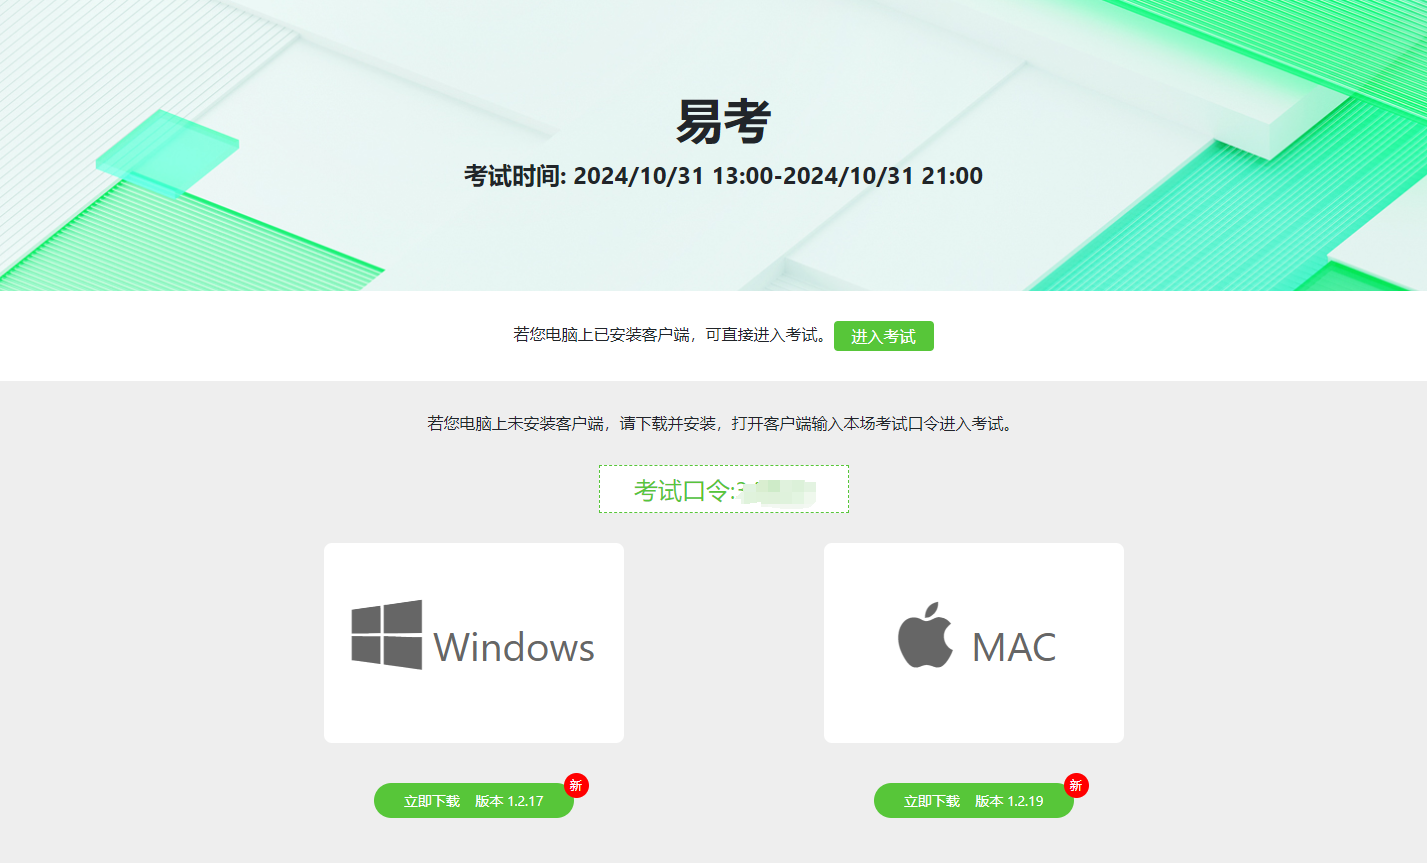 易考
考试时间: 2024/10/31 13:00-2024/10/31 21:00
若您电脑上已安装客户端，可直接进入考试。 进入考试
若您电脑上未安装客户端，请下载并安装，打开客户端输入本场考试口令进入考试。
考试口令:
Windows
MAC
立即下载 版本 1.2.17
新
立即下载 版本 1.2.19
新